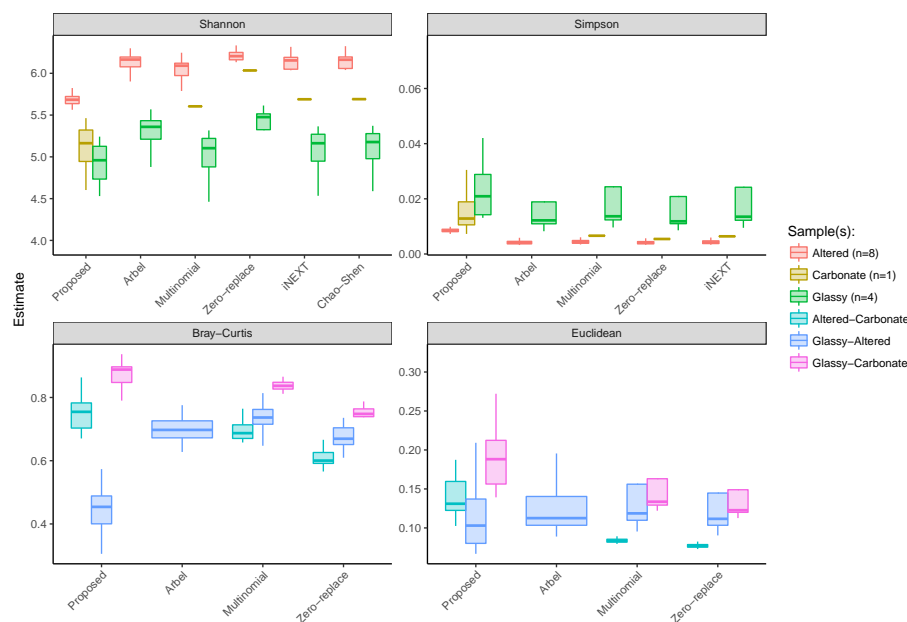 Shannon
Simpson
Estimate
6.0
5.5
5.0
4.5
4.0
0.08
0.06
0.04
0.02
0.00
Proposed
Arbel
Multinomial
Zero−replace
iNEXT
Chao−Shen
Proposed
Arbel
Multinomial
Zero−replace
iNEXT
Bray−Curtis
Euclidean
0.8
0.6
0.4
0.30
0.25
0.20
0.15
0.10
Proposed
Arbel
Multinomial
Zero−replace
Proposed
Arbel
Multinomial
Zero−replace
Sample(s):
Altered (n=8)
Carbonate (n=1)
Glassy (n=4)
Altered−Carbonate
Glassy−Altered
Glassy−Carbonate